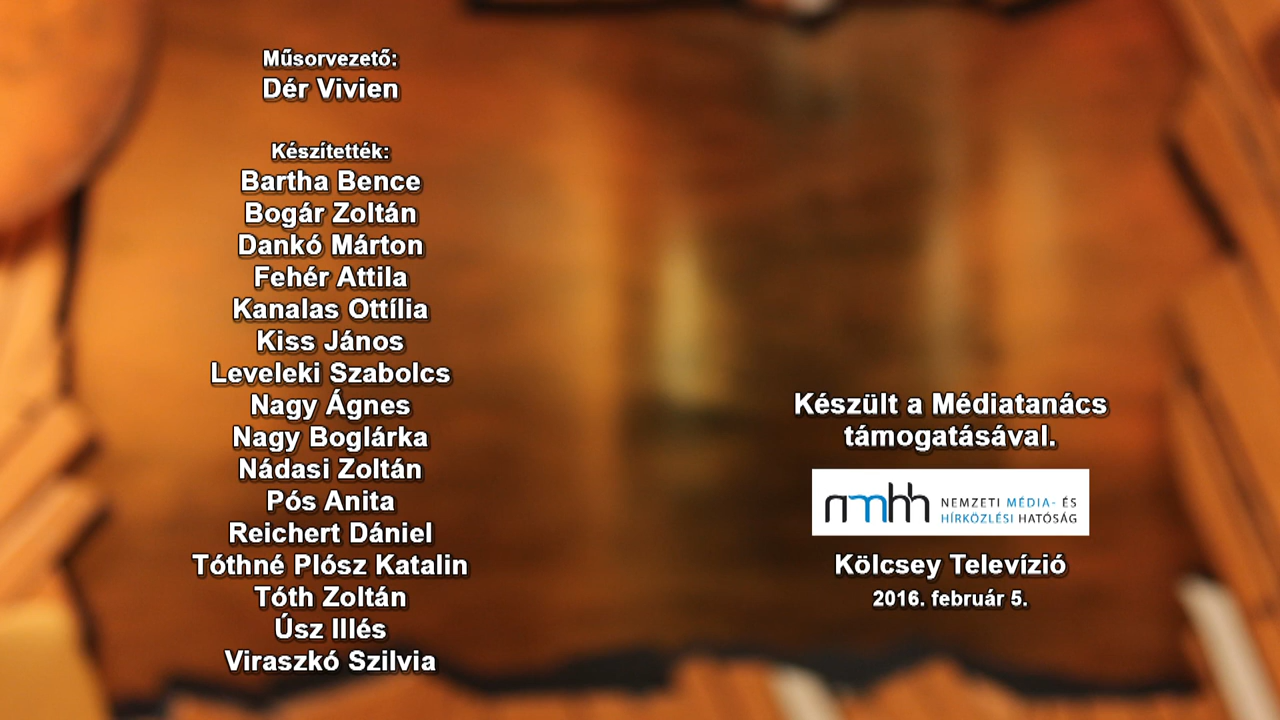 Műsorvezető:
Dér Vivien
Készítették:
Bartha Bence
Bogár Zoltán
Dankó Márton
Fehér Attila
Kanalas Ottília
Kiss János
Leveleki Szabolcs
Nagy Ágnes
Nagy Boglárka
Nádasi Zoltán
Pós Anita
Reichert Dániel
Tóthné Plósz Katalin
Tóth Zoltán
Úsz Illés
Viraszkó Szilvia
Készült a Médiatanács
támogatásával.
nmhh
NEMZETI MÉDIA- ÉS
HÍRKÖZLÉSI HATÓSÁG
Kölcsey Televízió
2016. február 5.